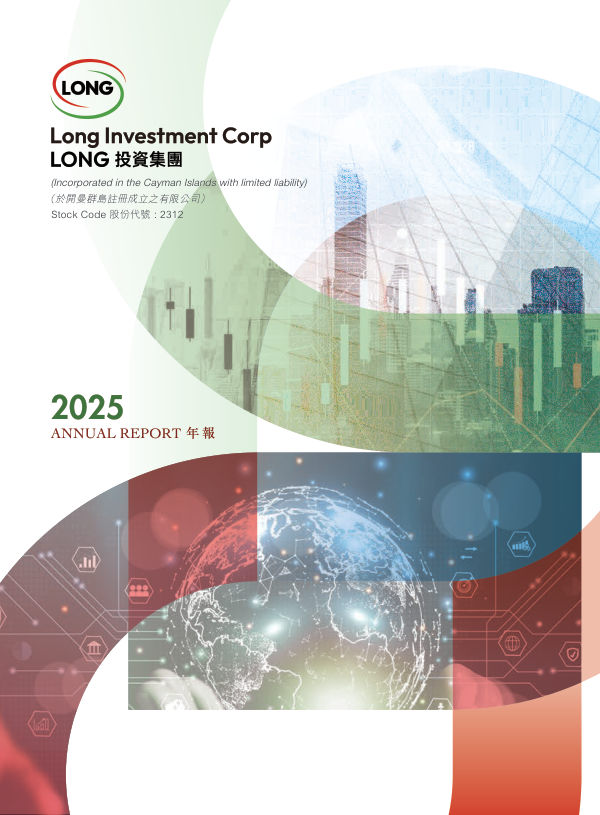 LONG
Long Investment Corp
LONG 投資集團
(Incorporated in the Cayman Islands with limited liability)
(於開曼群島註冊成立之有限公司)
Stock Code 股份代號 : 2312
2025
ANNUAL REPORT 年報